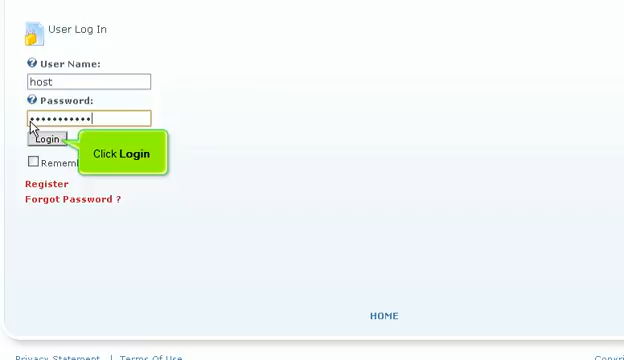 User Log In
User Name:
host
Password:
Login
Click Login
Register
Forgot Password ?
HOME
Privacy Statement | Terms Of Use